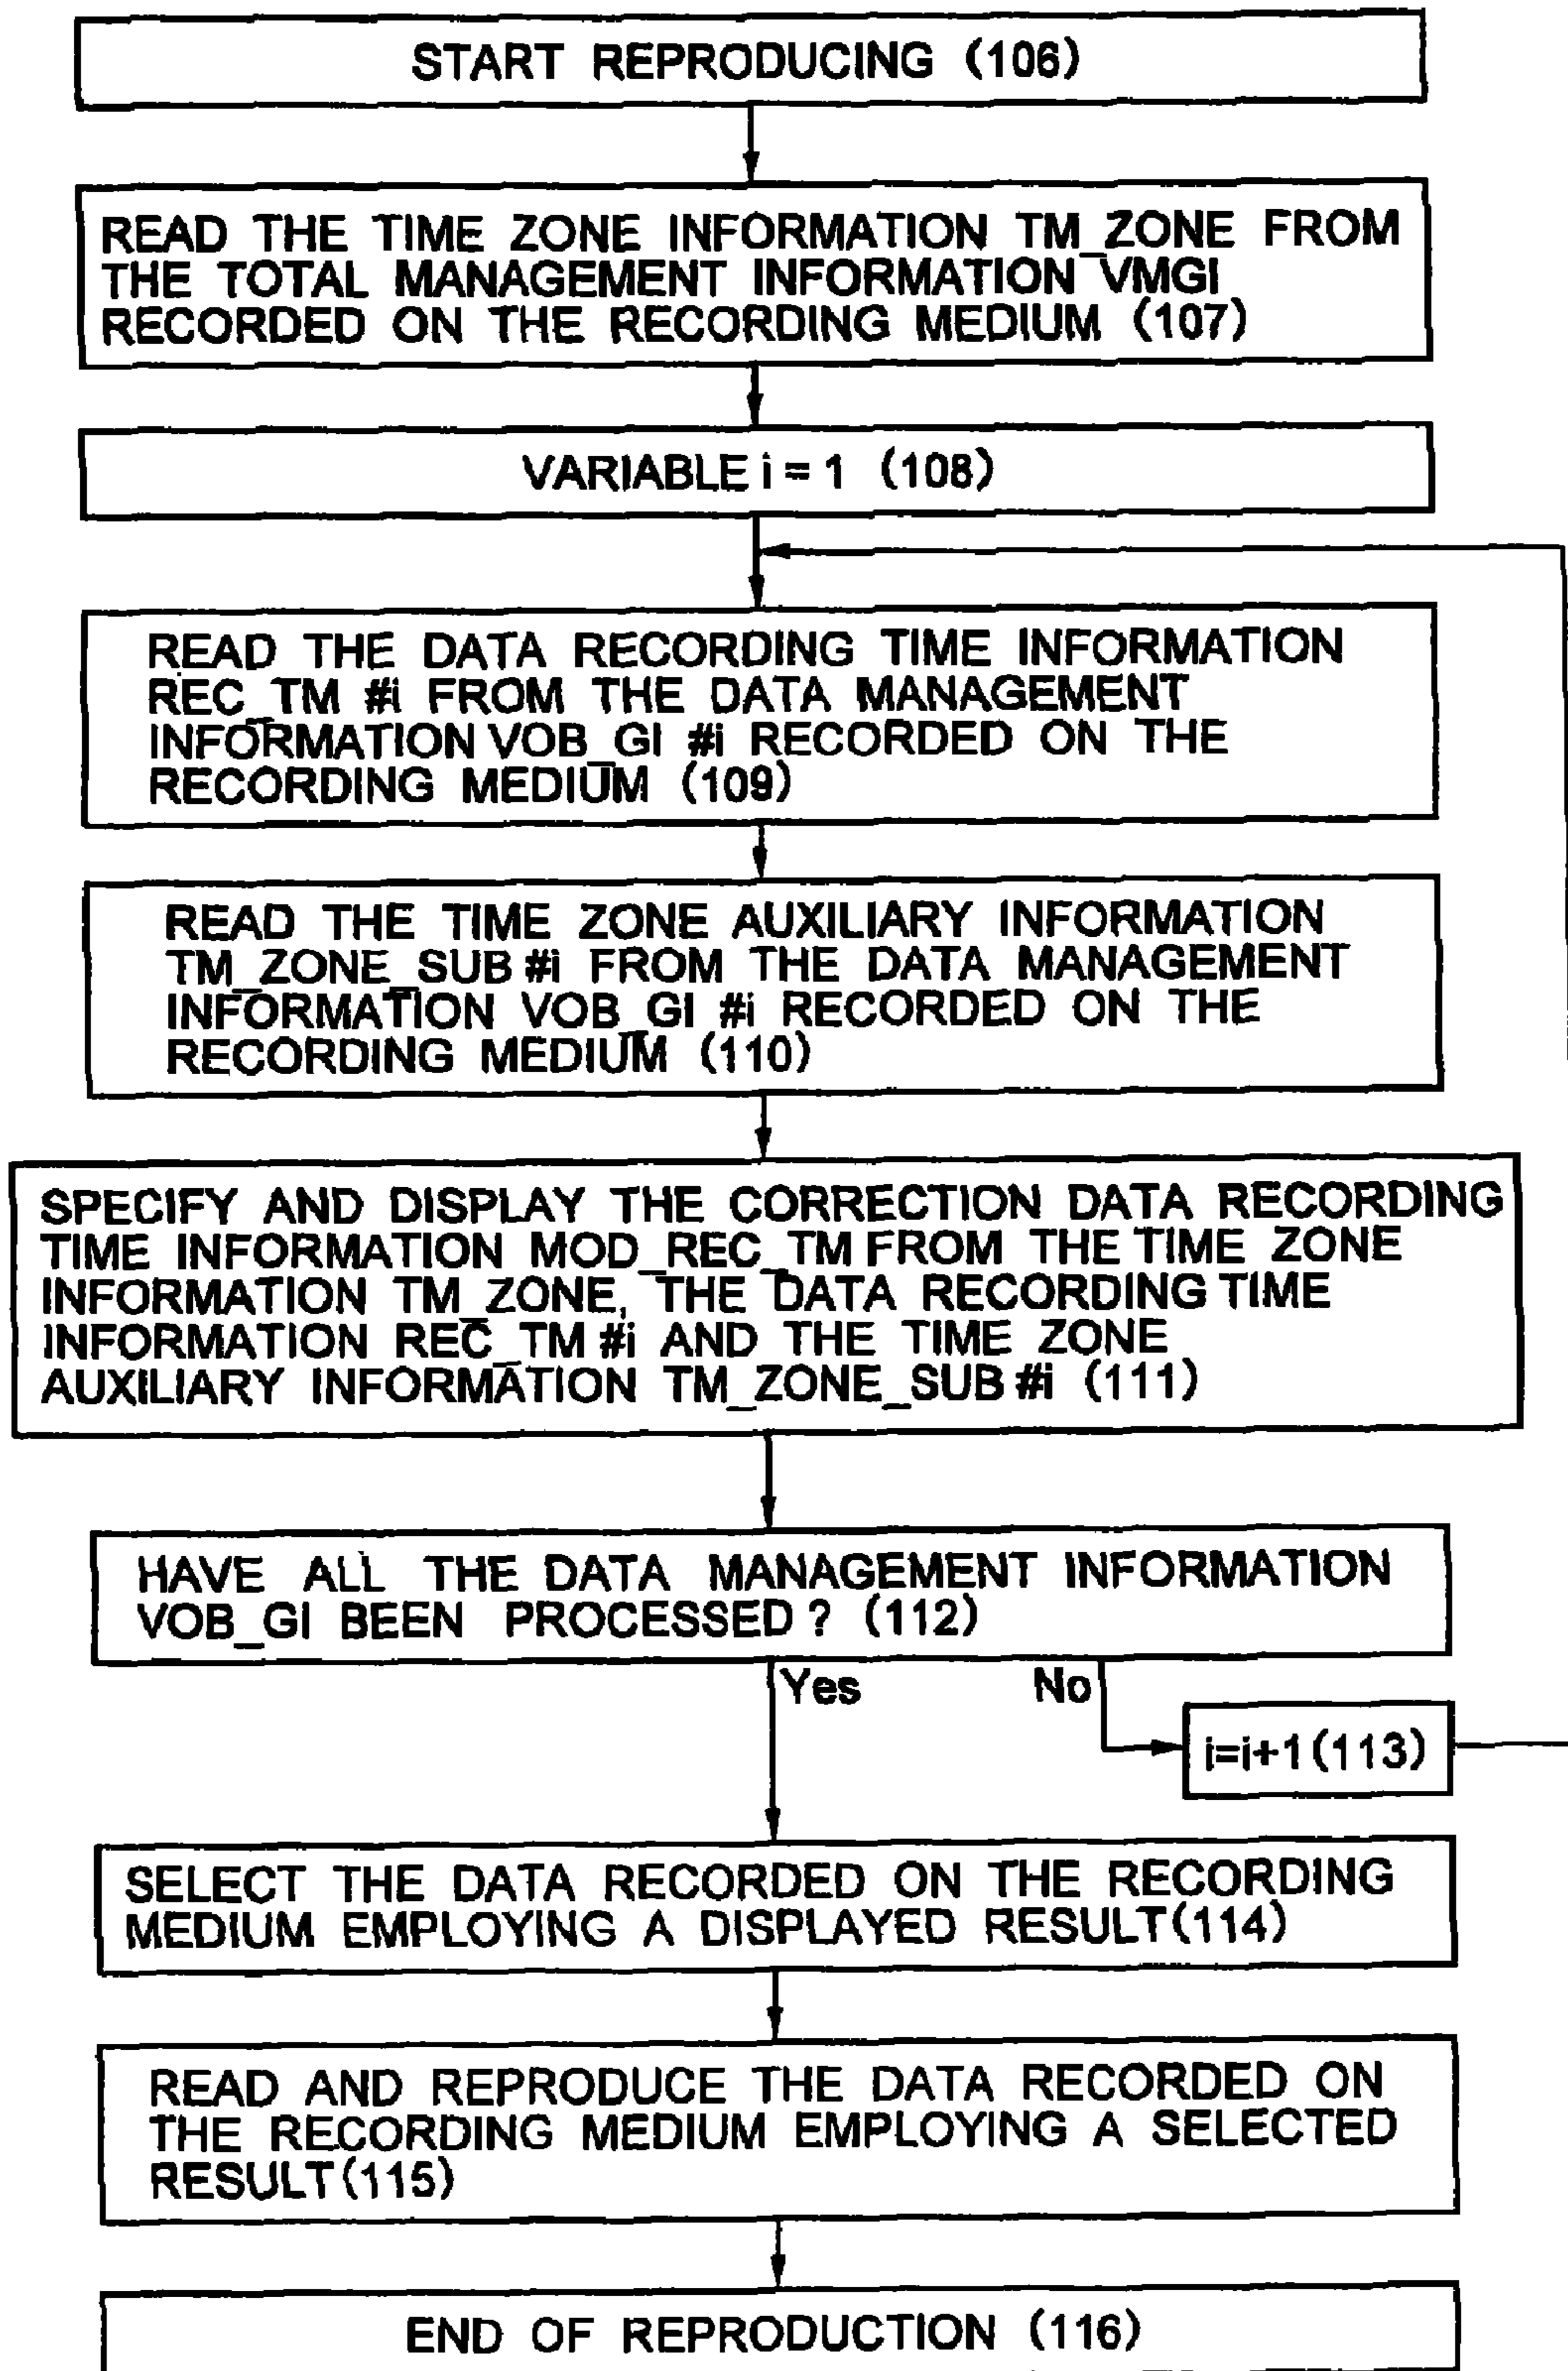 START REPRODUCING (106)
READ THE TIME ZONE INFORMATION TM_ZONE FROM
THE TOTAL MANAGEMENT INFORMATION VMGI
RECORDED ON THE RECORDING MEDIUM (107)
VARIABLE i = 1 (108)
READ THE DATA RECORDING TIME INFORMATION
REC_TM #i FROM THE DATA MANAGEMENT
INFORMATION VOB_GI #i RECORDED ON THE
RECORDING MEDIUM (109)
READ THE TIME ZONE AUXILIARY INFORMATION
TM_ZONE_SUB #i FROM THE DATA MANAGEMENT
INFORMATION VOB_GI #i RECORDED ON THE
RECORDING MEDIUM (110)
SPECIFY AND DISPLAY THE CORRECTION DATA RECORDING
TIME INFORMATION MOD_REC_TM FROM THE TIME ZONE
INFORMATION TM_ZONE, THE DATA RECORDING TIME
INFORMATION REC_TM #i AND THE TIME ZONE
AUXILIARY INFORMATION TM_ZONE_SUB #i (111)
HAVE ALL THE DATA MANAGEMENT INFORMATION
VOB_GI BEEN PROCESSED ? (112)
Yes No
i=i+1(113)
SELECT THE DATA RECORDED ON THE RECORDING
MEDIUM EMPLOYING A DISPLAYED RESULT(114)
READ AND REPRODUCE THE DATA RECORDED ON
THE RECORDING MEDIUM EMPLOYING A SELECTED
RESULT(115)
END OF REPRODUCTION (116)